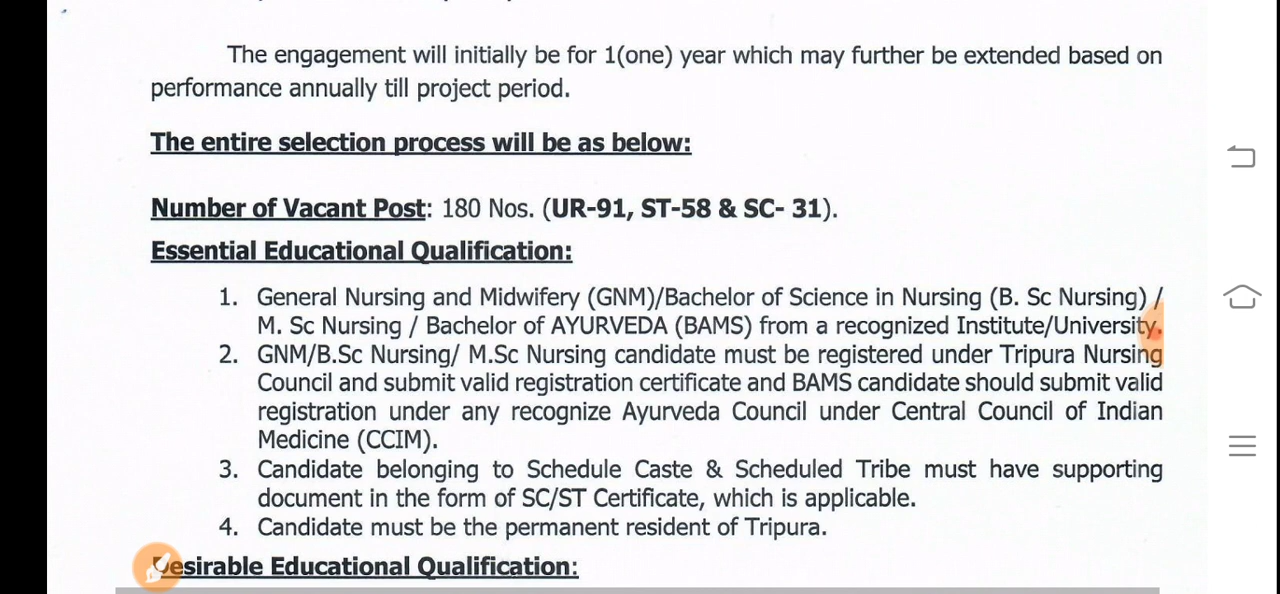 The engagement will initially be for 1(one) year which may further be extended based on
performance annually till project period.
The entire selection process will be as below:
Number of Vacant Post: 180 Nos. (UR-91, ST-58 & SC- 31).
Essential Educational Qualification:
1. General Nursing and Midwifery (GNM)/Bachelor of Science in Nursing (B. Sc Nursing) /
M. Sc Nursing / Bachelor of AYURVEDA (BAMS) from a recognized Institute/University.
2. GNM/B.Sc Nursing/ M.Sc Nursing candidate must be registered under Tripura Nursing
Council and submit valid registration certificate and BAMS candidate should submit valid
registration under any recognize Ayurveda Council under Central Council of Indian
Medicine (CCIM).
3. Candidate belonging to Schedule Caste & Scheduled Tribe must have supporting
document in the form of SC/ST Certificate, which is applicable.
4. Candidate must be the permanent resident of Tripura.
Desirable Educational Qualification: